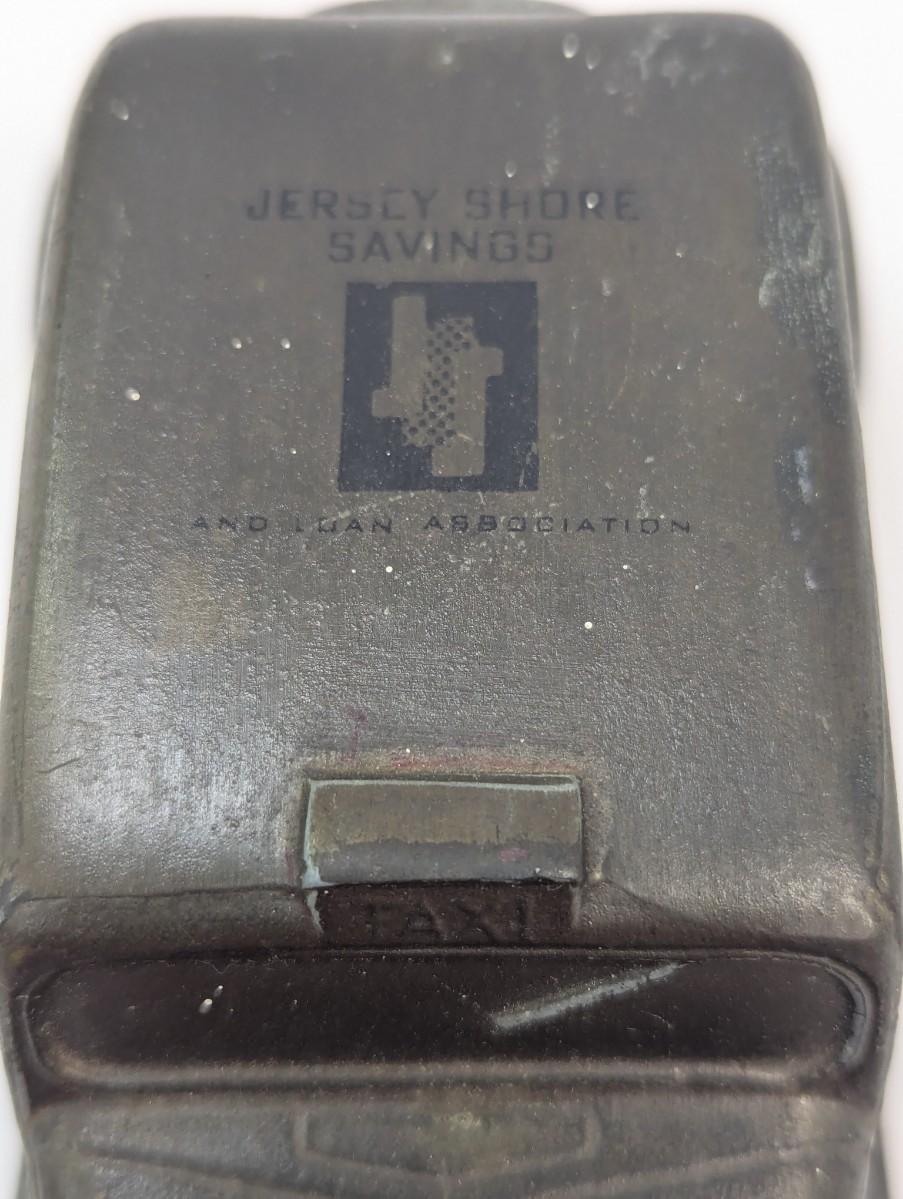 JERSEY SHORE
SAVINGS
AND LOAN ASSOCIATION
TAXI